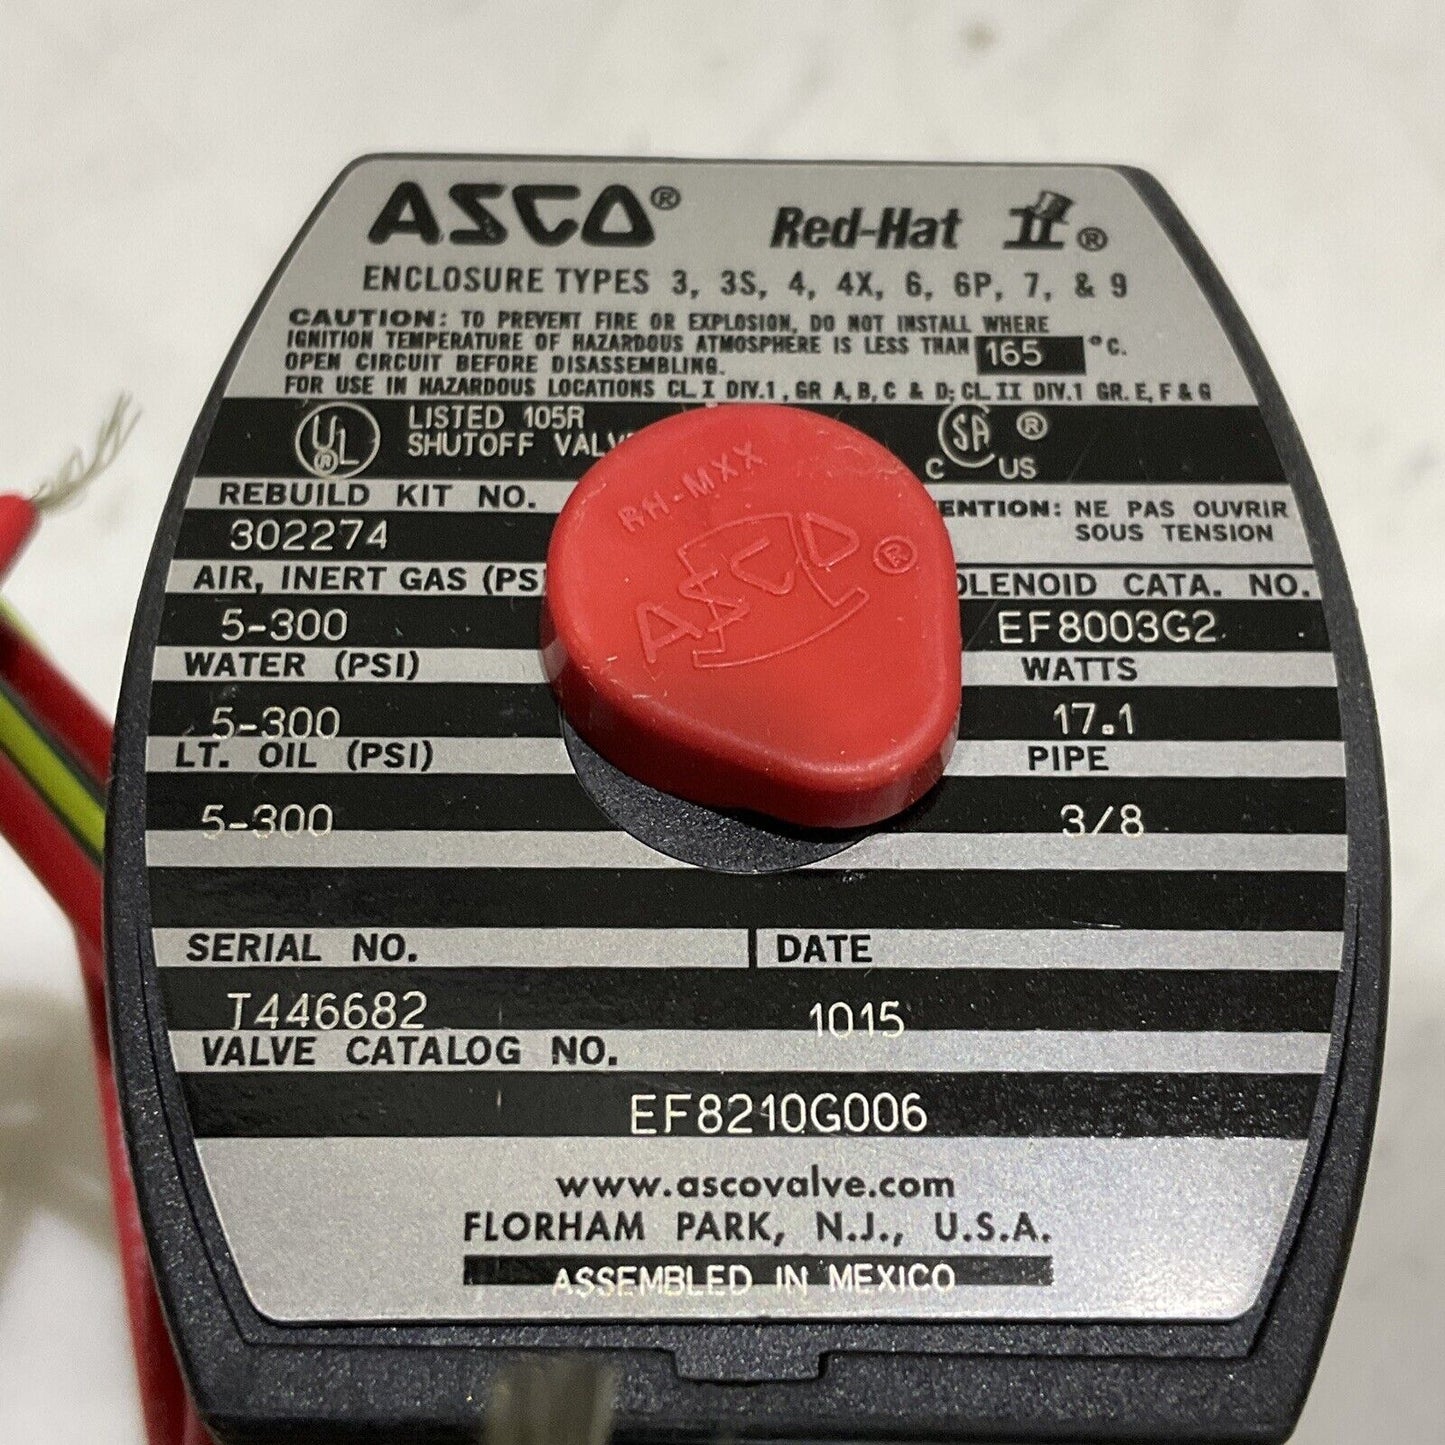 ASCO® Red-Hat II®
ENCLOSURE TYPES 3, 3S, 4, 4X, 6, 6P, 7, & 9
CAUTION: TO PREVENT FIRE OR EXPLOSION, DO NOT INSTALL WHERE
IGNITION TEMPERATURE OF HAZARDOUS ATMOSPHERE IS LESS THAN 165 °C.
OPEN CIRCUIT BEFORE DISASSEMBLING.
FOR USE IN HAZARDOUS LOCATIONS CL. I DIV.1, GR A, B, C & D; CL. II DIV.1 GR. E, F & G
UL® LISTED 105R
SHUTOFF
C SA® US
REBUILD KIT NO.
302274
NE PAS OUVRIR
SOUS TENSION
AIR, INERT GAS
5-300
CATA. NO.
EF8003G2
WATER (PSI)
5-300
WATTS
17.1
LT. OIL (PSI)
5-300
PIPE
3/8
RH-MXX
ASCO®
SERIAL NO. DATE
T446682 1015
VALVE CATALOG NO.
EF8210G006
www.ascovalve.com
FLORHAM PARK, N.J., U.S.A.
ASSEMBLED IN MEXICO